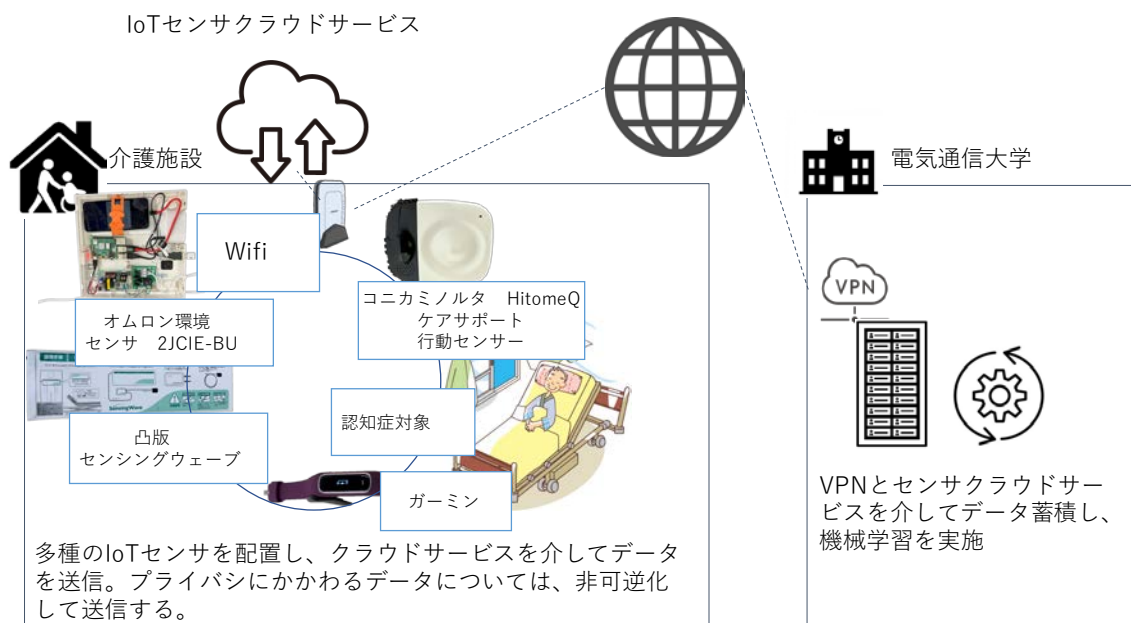 IoTセンサクラウドサービス
介護施設
電気通信大学
Wifi
コニカミノルタ　HitomeQ
ケアサポート
行動センサー
オムロン環境
センサ　2JCIE-BU
VPN
SensingWave
認知症対象
凸版
センシングウェーブ
ガーミン
VPNとセンサクラウドサー
ビスを介してデータ蓄積し、
機械学習を実施
多種のIoTセンサを配置し、クラウドサービスを介してデータ
を送信。プライバシにかかわるデータについては、非可逆化
して送信する。